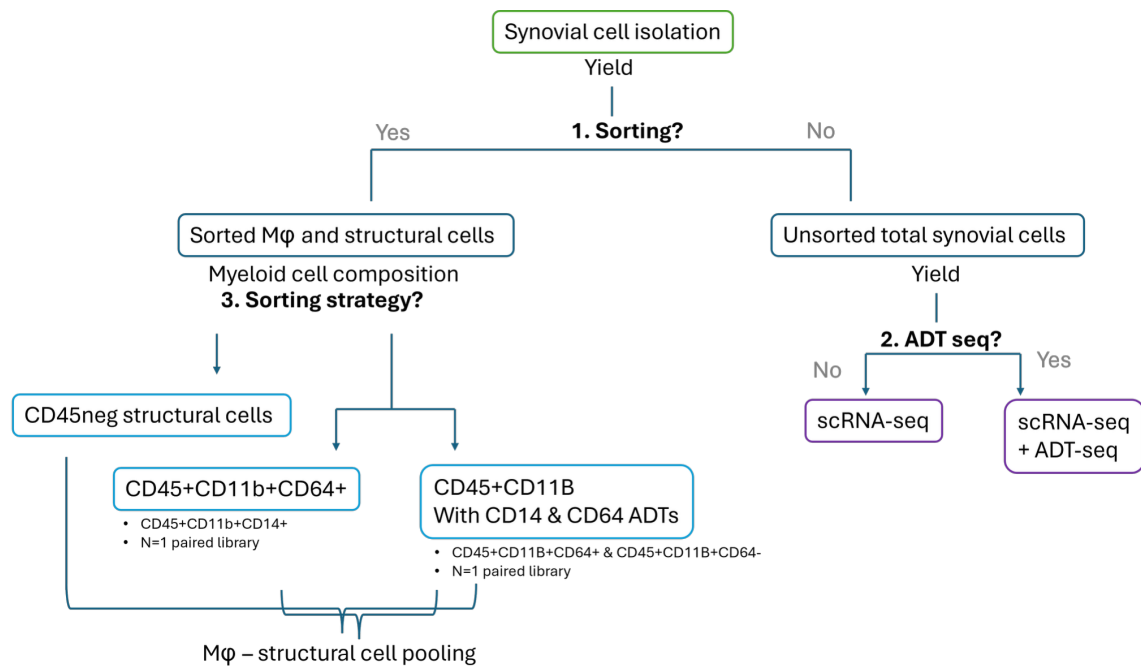 Synovial cell isolation
Yield
Yes
1. Sorting?
No
Sorted Mφ and structural cells
Unsorted total synovial cells
Myeloid cell composition
3. Sorting strategy?
Yield
2. ADT seq?
No
Yes
CD45neg structural cells
scRNA-seq
scRNA-seq
+ ADT-seq
CD45+CD11b+CD64+
• CD45+CD11b+CD14+
• N=1 paired library
CD45+CD11B
With CD14 & CD64 ADTs
• CD45+CD11B+CD64+ & CD45+CD11B+CD64-
• N=1 paired library
Mφ – structural cell pooling